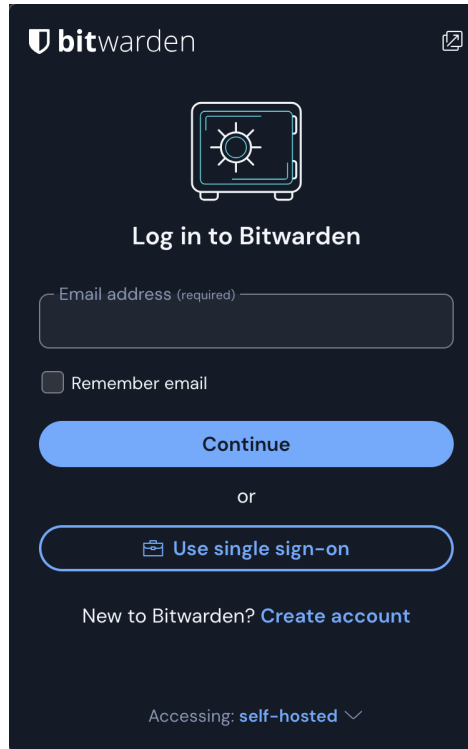 bitwarden
Log in to Bitwarden
Email address (required)
Remember email
Continue
or
Use single sign-on
New to Bitwarden? Create account
Accessing: self-hosted